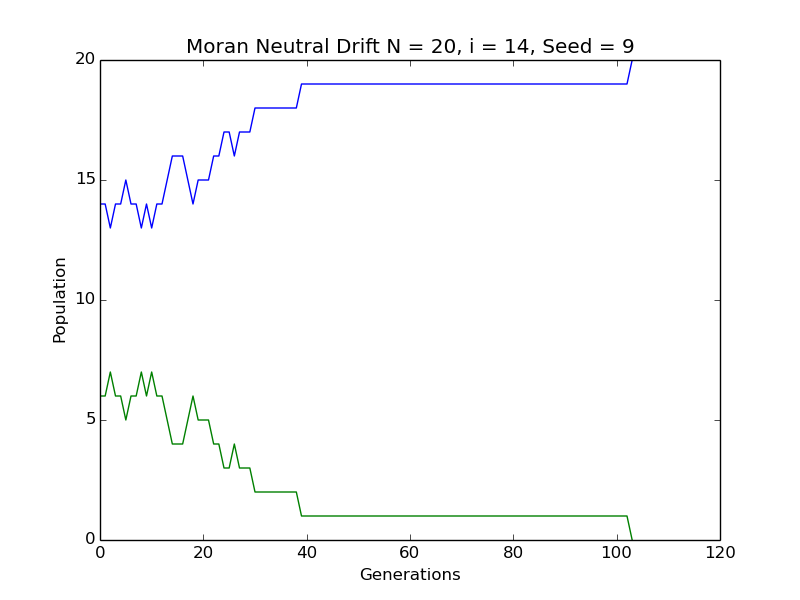 Moran Neutral Drift N = 20, i = 14, Seed = 9
20
15
10
5
0
Population
0 20 40 60 80 100 120
Generations